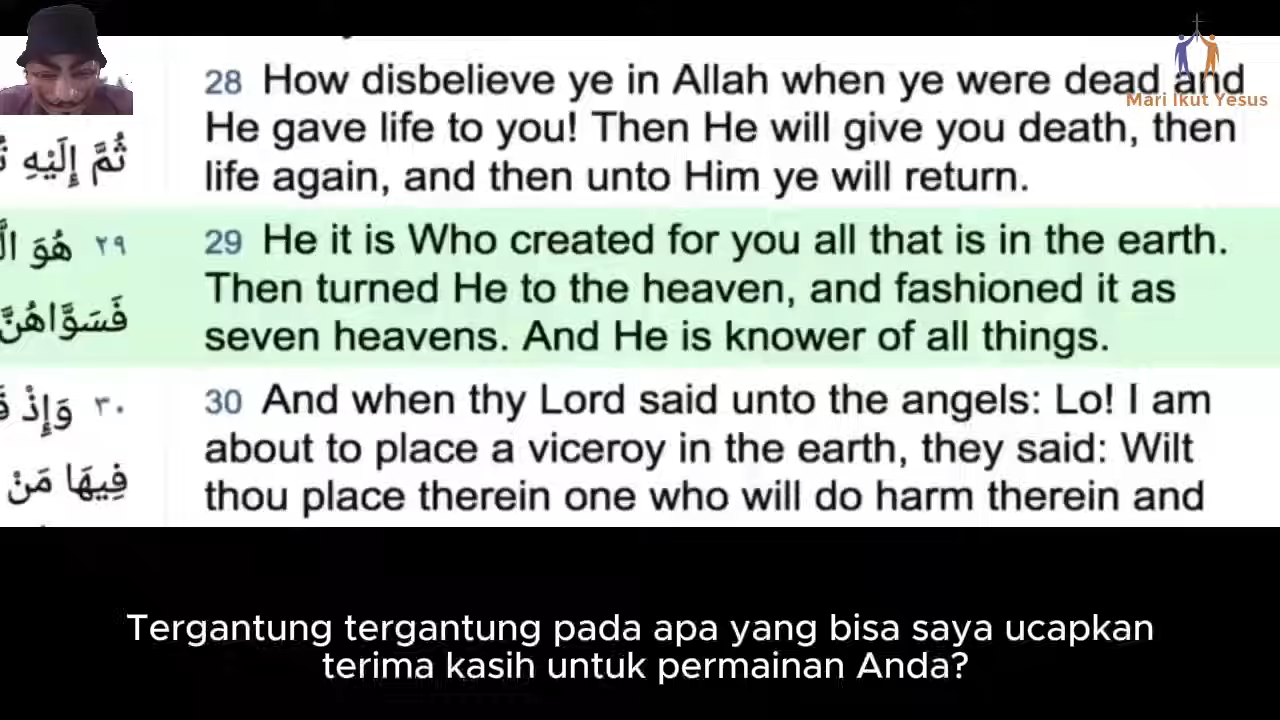 28 How disbelieve ye in Allah when ye were dead and
He gave life to you! Then He will give you death, then
life again, and then unto Him ye will return.
ثُمَّ إِلَيْهِ
29 He it is Who created for you all that is in the earth.
Then turned He to the heaven, and fashioned it as
seven heavens. And He is knower of all things.
٢٩ هُوَ
فَسَوَّاهُنَّ
30 And when thy Lord said unto the angels: Lo! I am
about to place a viceroy in the earth, they said: Wilt
thou place therein one who will do harm therein and
٣٠ وَإِذْ
فِيهَا مَنْ
Mari Ikut Yesus
Tergantung tergantung pada apa yang bisa saya ucapkan
terima kasih untuk permainan Anda?